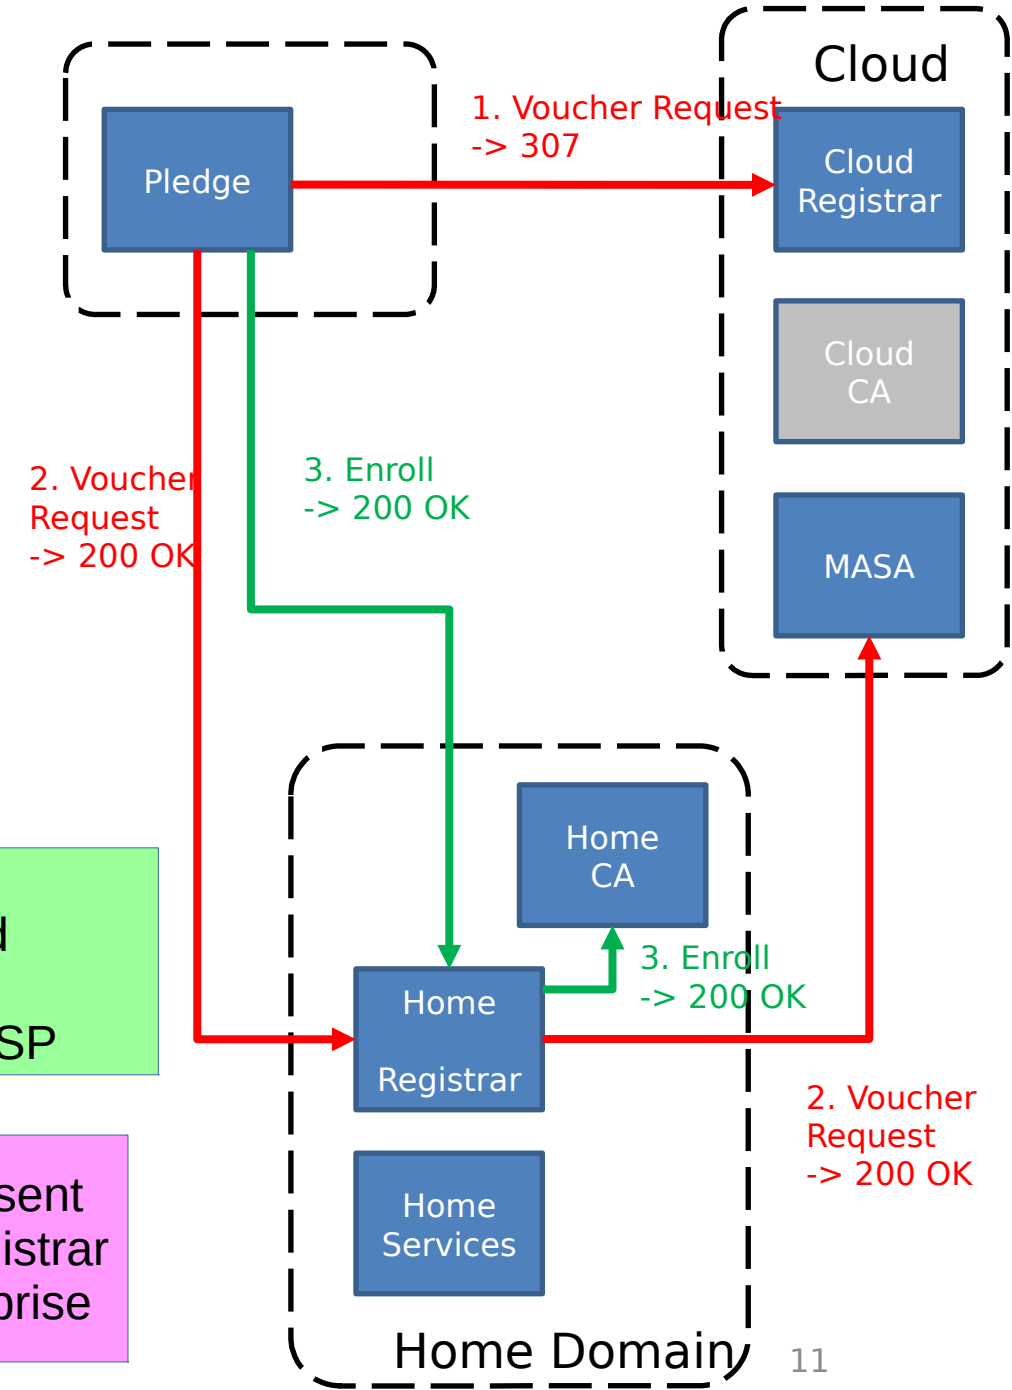 Cloud
1. Voucher Request
-> 307
Pledge
Cloud
Registrar
Cloud
CA
2. Voucher
Request
-> 200 OK
3. Enroll
-> 200 OK
MASA
Home
CA
3. Enroll
-> 200 OK
Home
Registrar
SP
2. Voucher
Request
-> 200 OK
sent
istrar
prise
Home
Services
Home Domain
11